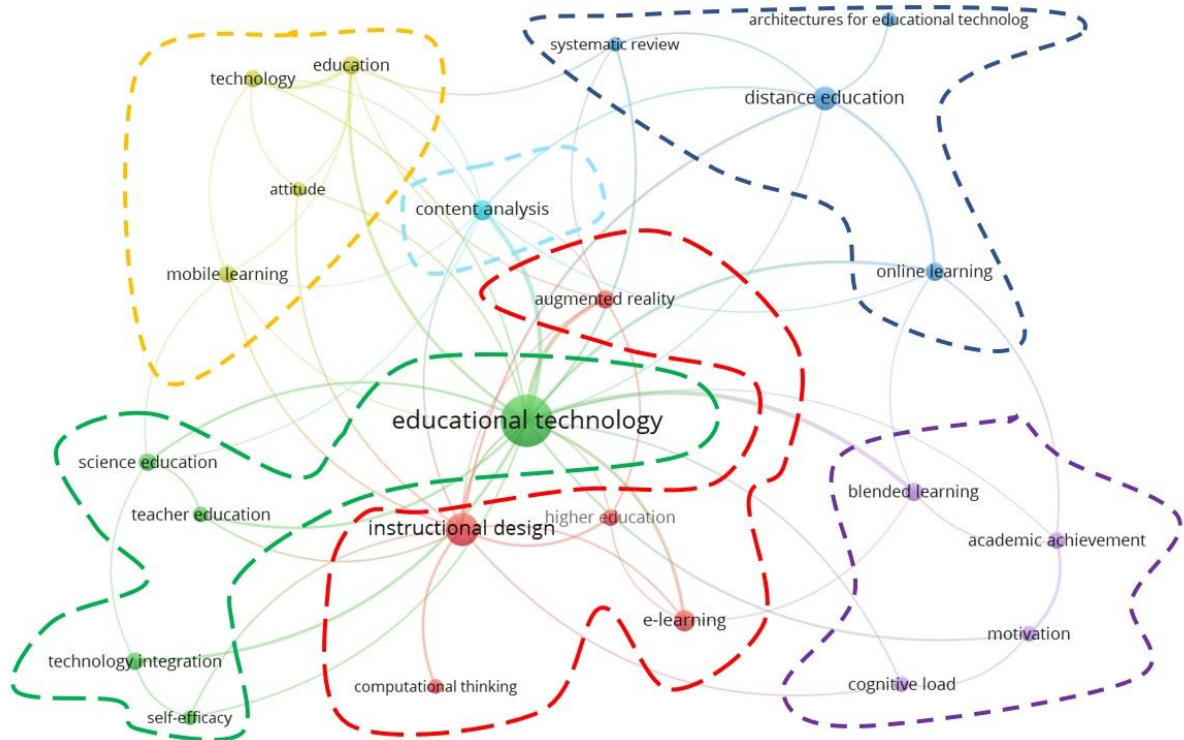 architectures for educational technolog
systematic review
education
technology
distance education
attitude
content analysis
mobile learning
online learning
augmented reality
educational technology
science education
blended learning
teacher education
higher education
instructional design
academic achievement
e-learning
motivation
technology integration
computational thinking
cognitive load
self-efficacy